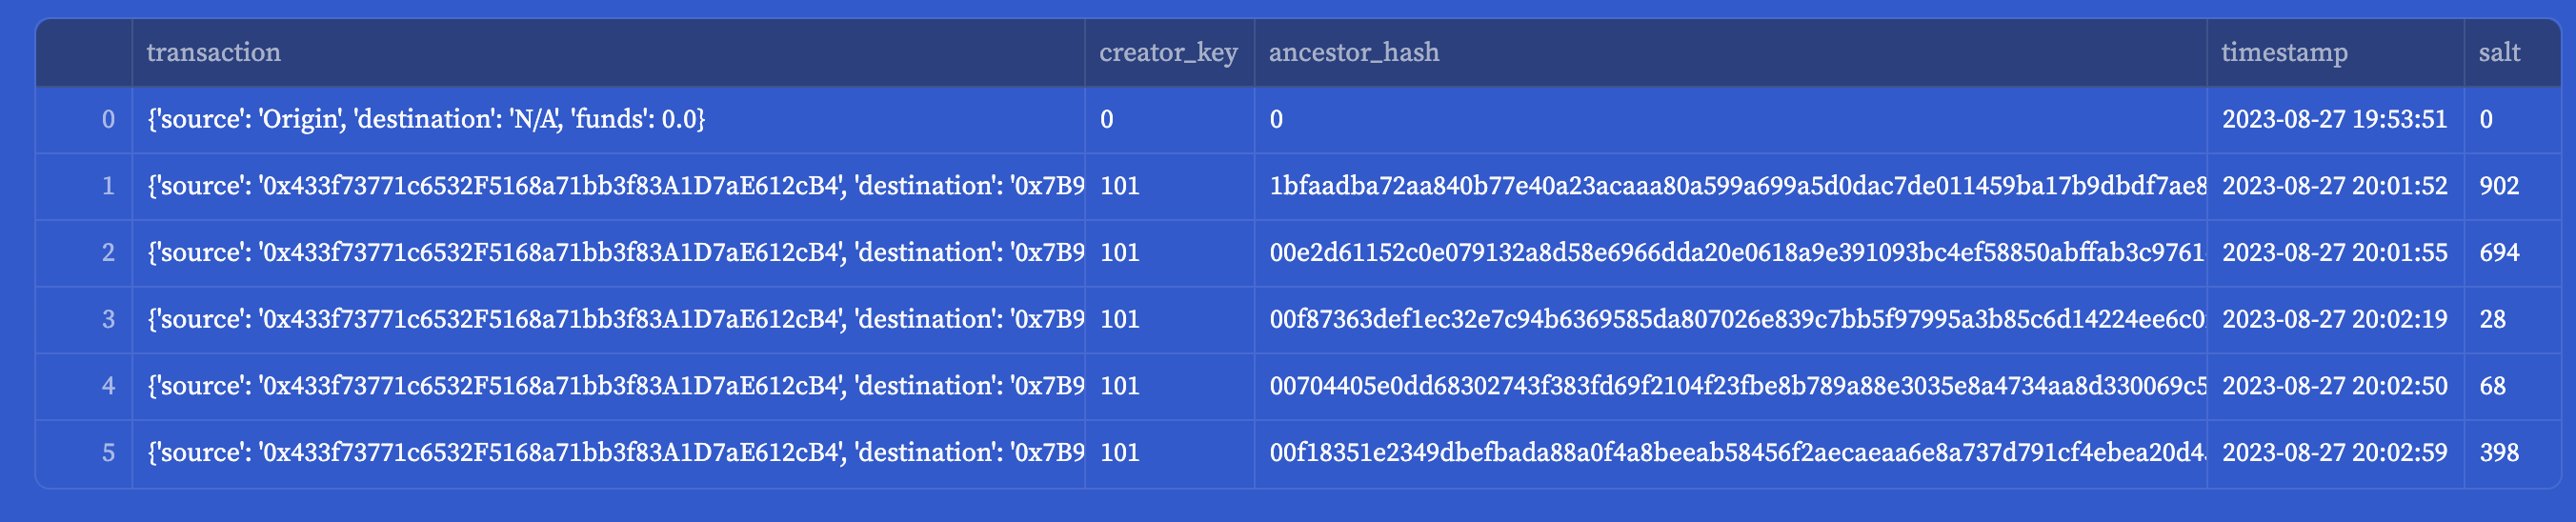 transaction creator_key ancestor_hash timestamp salt
0 {'source': 'Origin', 'destination': 'N/A', 'funds': 0.0} 0 0 2023-08-27 19:53:51 0
1 {'source': '0x433f73771c6532F5168a71bb3f83A1D7aE612cB4', 'destination': '0x7B9 101 1bfaadba72aa840b77e40a23acaaa80a599a699a5d0dac7de011459ba17b9dbdf7ae8 2023-08-27 20:01:52 902
2 {'source': '0x433f73771c6532F5168a71bb3f83A1D7aE612cB4', 'destination': '0x7B9 101 00e2d61152c0e079132a8d58e6966dda20e0618a9e391093bc4ef58850abffab3c9761 2023-08-27 20:01:55 694
3 {'source': '0x433f73771c6532F5168a71bb3f83A1D7aE612cB4', 'destination': '0x7B9 101 00f87363def1ec32e7c94b6369585da807026e839c7bb5f97995a3b85c6d14224ee6c0 2023-08-27 20:02:19 28
4 {'source': '0x433f73771c6532F5168a71bb3f83A1D7aE612cB4', 'destination': '0x7B9 101 00704405e0dd68302743f383fd69f2104f23fbe8b789a88e3035e8a4734aa8d330069c5 2023-08-27 20:02:50 68
5 {'source': '0x433f73771c6532F5168a71bb3f83A1D7aE612cB4', 'destination': '0x7B9 101 00f18351e2349dbefbada88a0f4a8beeab58456f2aecaeaa6e8a737d791cf4ebea20d4 2023-08-27 20:02:59 398